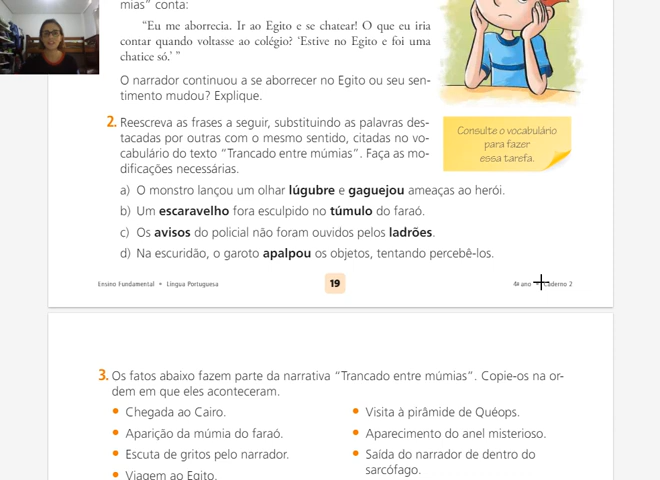 mias” conta:
“Eu me aborrecia. Ir ao Egito e se chatear! O que eu iria
contar quando voltasse ao colégio? ‘Estive no Egito e foi uma
chatice só.’ ”
O narrador continuou a se aborrecer no Egito ou seu sen-
timento mudou? Explique.
2. Reescreva as frases a seguir, substituindo as palavras des-
tacadas por outras com o mesmo sentido, citadas no vo-
cabulário do texto “Trancado entre múmias”. Faça as mo-
dificações necessárias.
Consulte o vocabulário
para fazer
essa tarefa.
a) O monstro lançou um olhar lúgubre e gaguejou ameaças ao herói.
b) Um escaravelho fora esculpido no túmulo do faraó.
c) Os avisos do policial não foram ouvidos pelos ladrões.
d) Na escuridão, o garoto apalpou os objetos, tentando percebê-los.
Ensino Fundamental • Língua Portuguesa
19
4º ano • Caderno 2
3. Os fatos abaixo fazem parte da narrativa “Trancado entre múmias”. Copie-os na or-
dem em que eles aconteceram.
• Chegada ao Cairo.
• Aparição da múmia do faraó.
• Escuta de gritos pelo narrador.
• Viagem ao Egito.
• Visita à pirâmide de Quéops.
• Aparecimento do anel misterioso.
• Saída do narrador de dentro do
sarcófago.